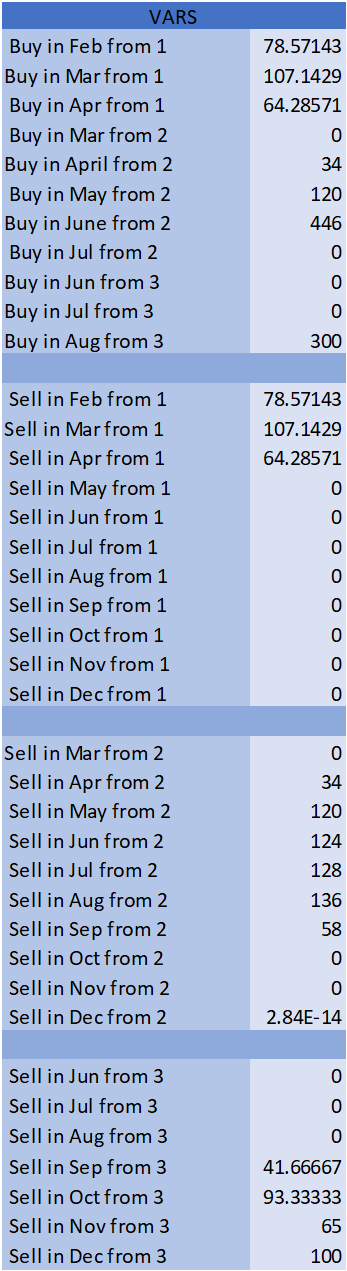 VARS
Buy in Feb from 1 78.57143
Buy in Mar from 1 107.1429
Buy in Apr from 1 64.28571
Buy in Mar from 2 0
Buy in April from 2 34
Buy in May from 2 120
Buy in June from 2 446
Buy in Jul from 2 0
Buy in Jun from 3 0
Buy in Jul from 3 0
Buy in Aug from 3 300
Sell in Feb from 1 78.57143
Sell in Mar from 1 107.1429
Sell in Apr from 1 64.28571
Sell in May from 1 0
Sell in Jun from 1 0
Sell in Jul from 1 0
Sell in Aug from 1 0
Sell in Sep from 1 0
Sell in Oct from 1 0
Sell in Nov from 1 0
Sell in Dec from 1 0
Sell in Mar from 2 0
Sell in Apr from 2 34
Sell in May from 2 120
Sell in Jun from 2 124
Sell in Jul from 2 128
Sell in Aug from 2 136
Sell in Sep from 2 58
Sell in Oct from 2 0
Sell in Nov from 2 0
Sell in Dec from 2 2.84E-14
Sell in Jun from 3 0
Sell in Jul from 3 0
Sell in Aug from 3 0
Sell in Sep from 3 41.66667
Sell in Oct from 3 93.33333
Sell in Nov from 3 65
Sell in Dec from 3 100